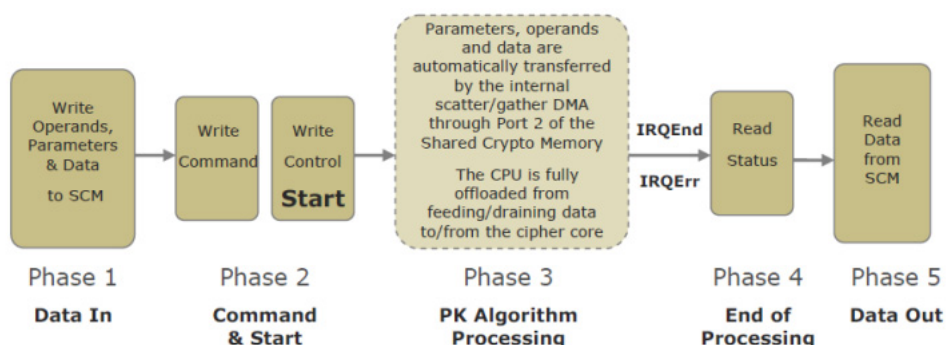 Write
Operands,
Parameters
& Data
to SCM
Write
Command
Write
Control
Start
Parameters, operands
and data are
automatically transferred
by the internal
scatter/gather DMA
through Port 2 of the
Shared Crypto Memory
The CPU is fully
offloaded from
feeding/draining data
to/from the cipher core
IRQEnd
IRQErr
Read
Status
Read
Data
from
SCM
Phase 1
Data In
Phase 2
Command
& Start
Phase 3
PK Algorithm
Processing
Phase 4
End of
Processing
Phase 5
Data Out